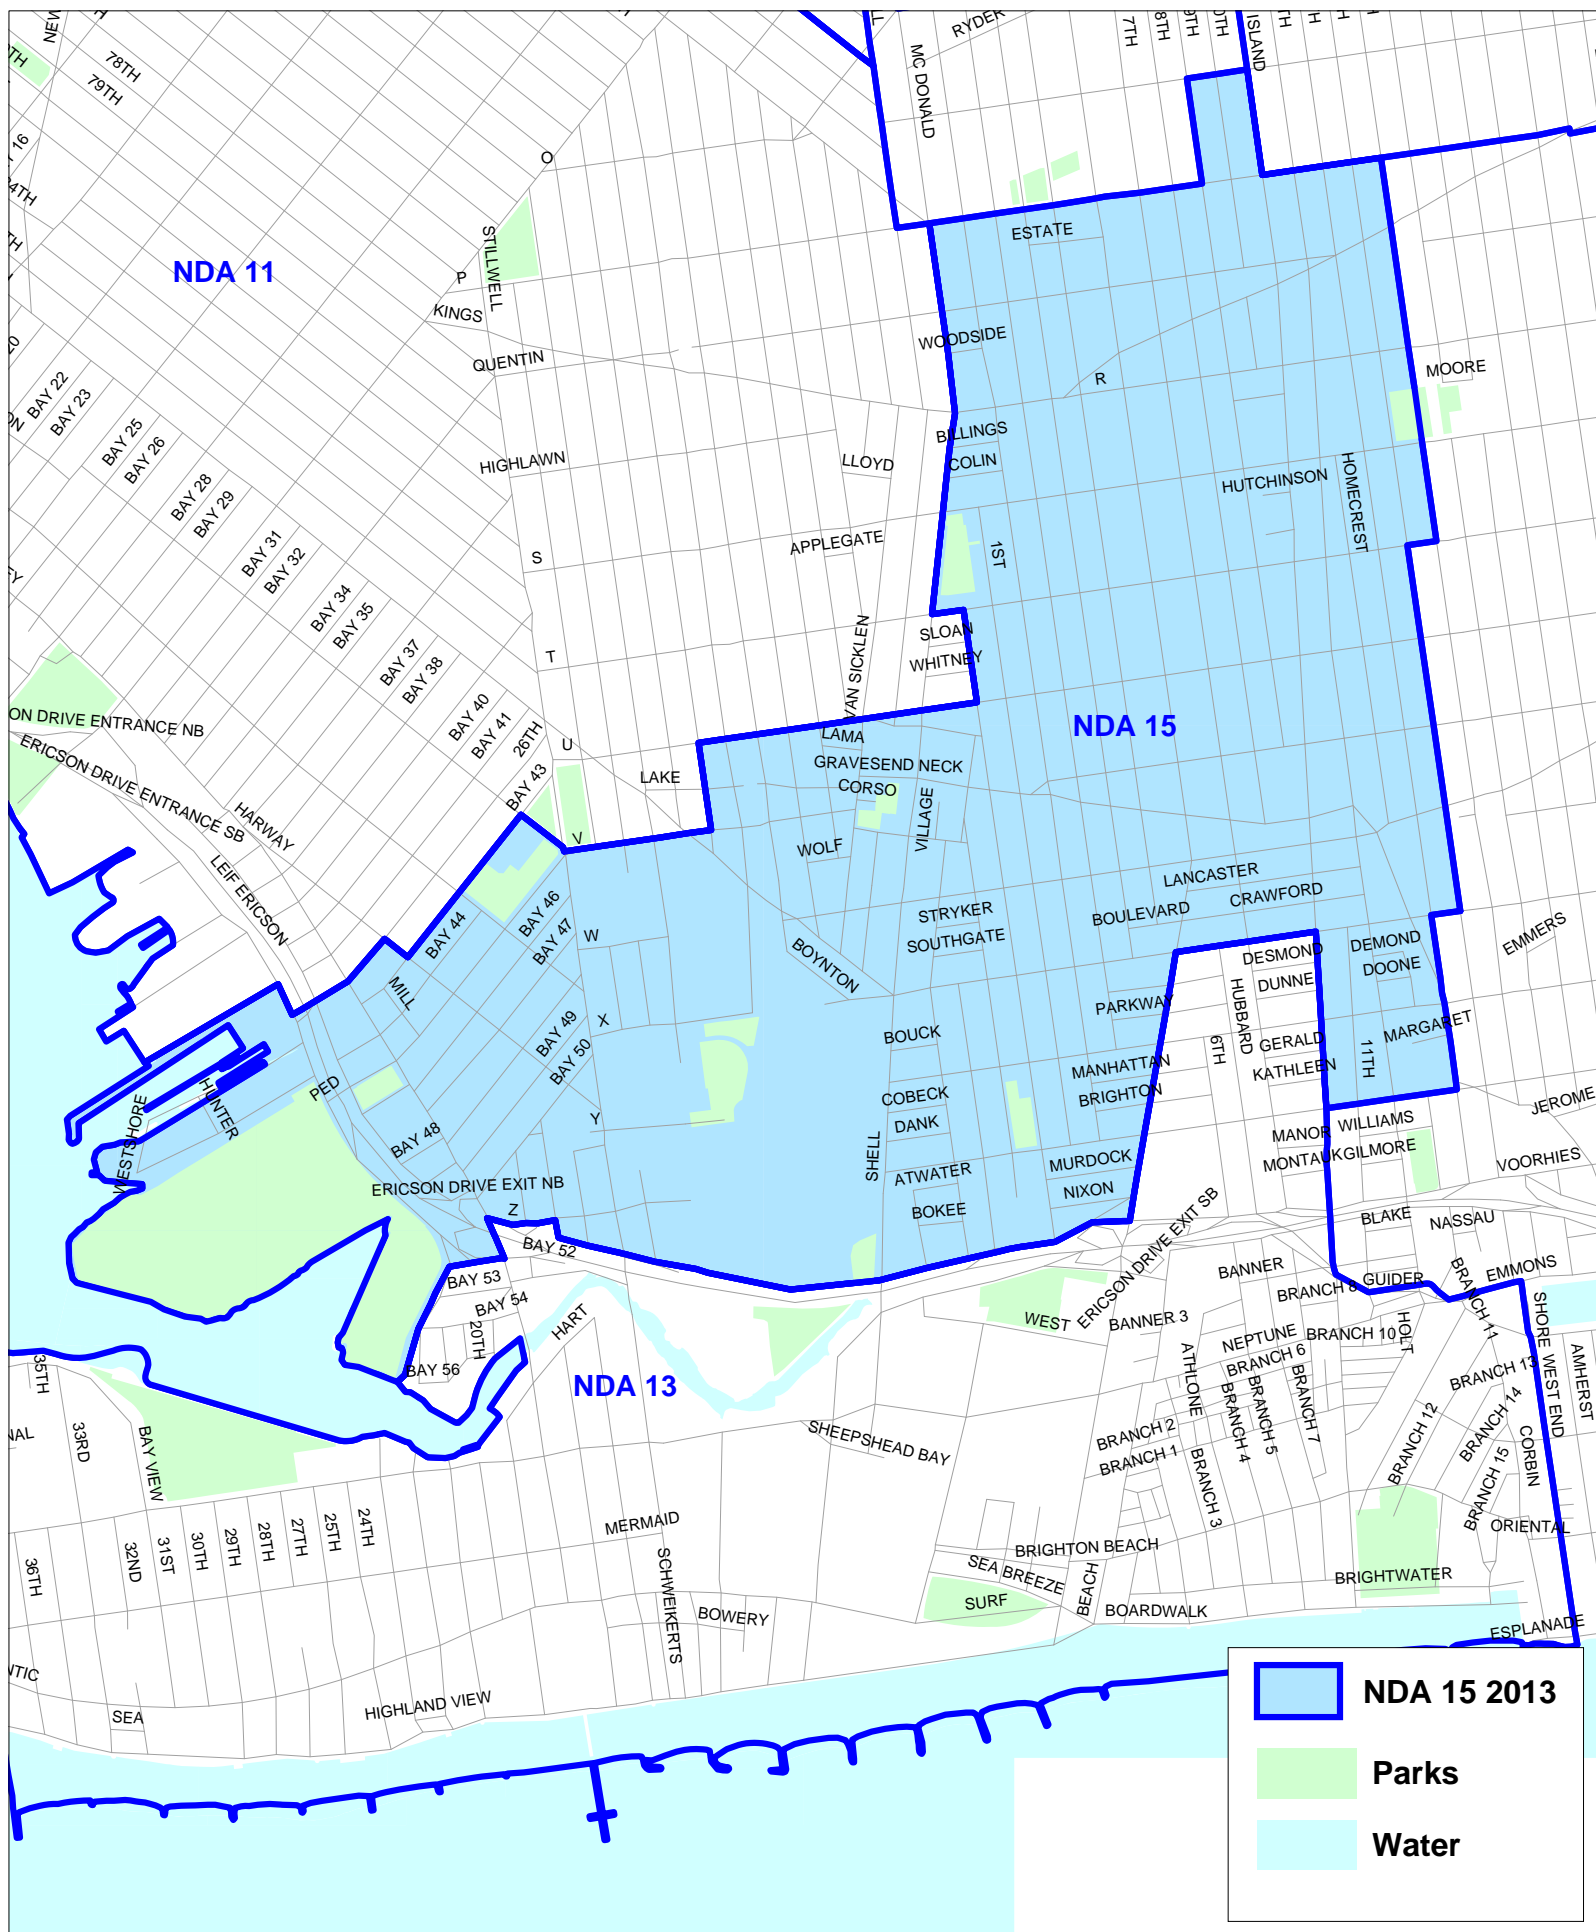 NEW
78TH
79TH
MC DONALD
RYDER
7TH
8TH
9TH
ISLAND
16
O
P
STILLWELL
KINGS
QUENTIN
NDA 11
ESTATE
WOODSIDE
R
MOORE
20
BAY 22
BAY 23
BAY 25
BAY 26
BAY 28
BAY 29
BAY 31
BAY 32
BAY 34
BAY 35
BAY 37
BAY 38
BAY 40
BAY 41
26TH
BAY 43
HIGHLAWN
LLOYD
BILLINGS
COLIN
HUTCHINSON
HOMECREST
S
APPLEGATE
1ST
T
VAN SICKLEN
SLOAN
WHITNEY
U
LAKE
LAMA
GRAVESEND NECK
CORSO
VILLAGE
NDA 15
ON DRIVE ENTRANCE NB
ERICSON DRIVE ENTRANCE SB
HARWAY
LEIF ERICSON
V
WOLF
LANCASTER
CRAWFORD
BOULEVARD
STRYKER
SOUTHGATE
BAY 44
BAY 46
BAY 47
W
BOYNTON
MILL
DESMOND
DUNNE
DEMOND
DOONE
EMMERS
HUBBARD
PARKWAY
BAY 49
BAY 50
X
BOUCK
6TH
GERALD
KATHLEEN
11TH
MARGARET
MANHATTAN
BRIGHTON
HUNTER
PED
WESTSHORE
BAY 48
Y
COBECK
DANK
SHELL
ATWATER
BOKEE
MURDOCK
NIXON
MANOR
WILLIAMS
MONTAUK
GILMORE
JEROME
VOORHIES
ERICSON DRIVE EXIT NB
Z
BAY 52
BAY 53
BAY 54
20TH
BAY 56
HART
NDA 13
ERICSON DRIVE EXIT SB
BLAKE
NASSAU
BANNER
BRANCH 8
GUIDER
BRANCH 11
EMMONS
WEST
BANNER 3
NEPTUNE
BRANCH 10
HOLT
SHORE WEST END
AMHERST
ATHLONE
BRANCH 6
BRANCH 4
BRANCH 5
BRANCH 7
BRANCH 13
BRANCH 12
BRANCH 14
BRANCH 15
CORBIN
BRANCH 2
BRANCH 1
BRANCH 3
35TH
33RD
BAY VIEW
SHEEPSHEAD BAY
36TH
32ND
31ST
30TH
29TH
28TH
27TH
25TH
24TH
MERMAID
SCHWEIKERTS
BOWERY
BRIGHTON BEACH
SEA BREEZE
SURF
BEACH
BOARDWALK
BRIGHTWATER
ORIENTAL
ESPLANADE
SEA
HIGHLAND VIEW
NDA 15 2013
Parks
Water